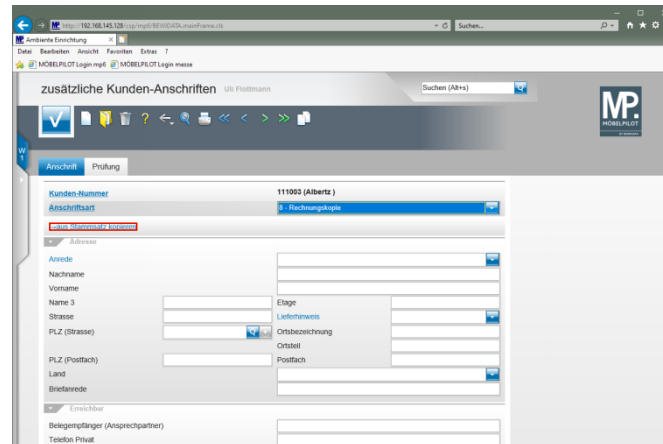 http://192.168.145.128/csp/mp6/BEWIDATA.mainFrame.cls
Suchen...
Ambiente Einrichtung
Datei Bearbeiten Ansicht Favoriten Extras ?
MÖBELPILOT Login mp6 MÖBELPILOT Login messe
zusätzliche Kunden-Anschriften Uli Flottmann
Suchen (Alt+s)
MP.
MÖBELPILOT
W
1
Anschrift Prüfung
Kunden-Nummer 111003 (Albertz )
Anschriftsart 8 - Rechnungskopie
->aus Stammsatz kopieren
Adresse
Anrede
Nachname
Vorname
Name 3 Etage
Strasse Lieferhinweis
PLZ (Strasse) Ortsbezeichnung
Ortsteil
PLZ (Postfach) Postfach
Land
Briefanrede
Erreichbar
Belegempfänger (Ansprechpartner)
Telefon Privat